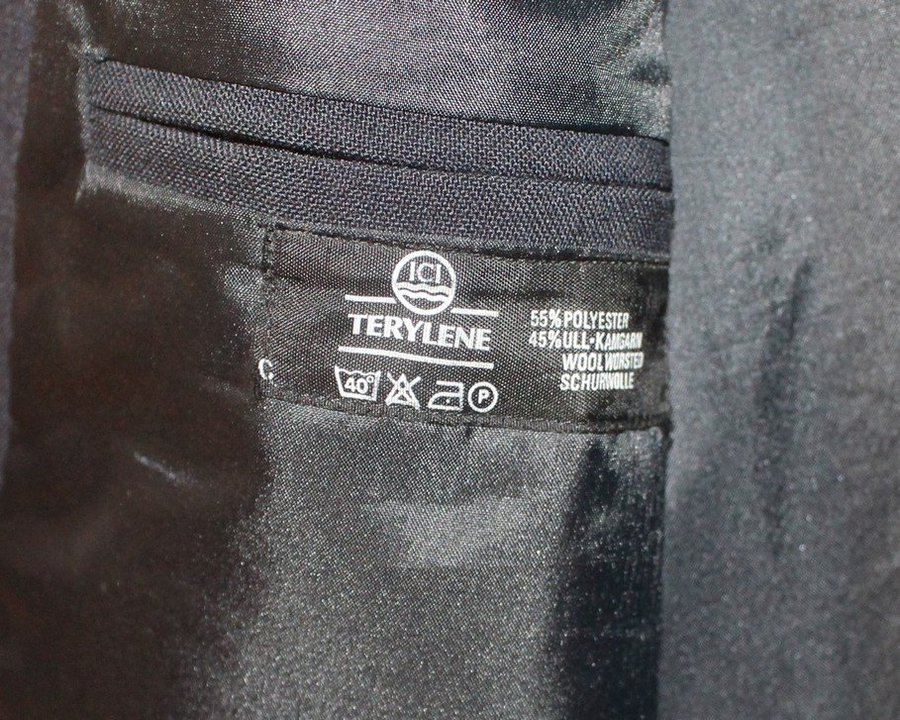 ICI
TERYLENE
55% POLYESTER
45% ULL-KAMGARN
WOOL WORSTED
SCHURWOLLE
C
40°
P